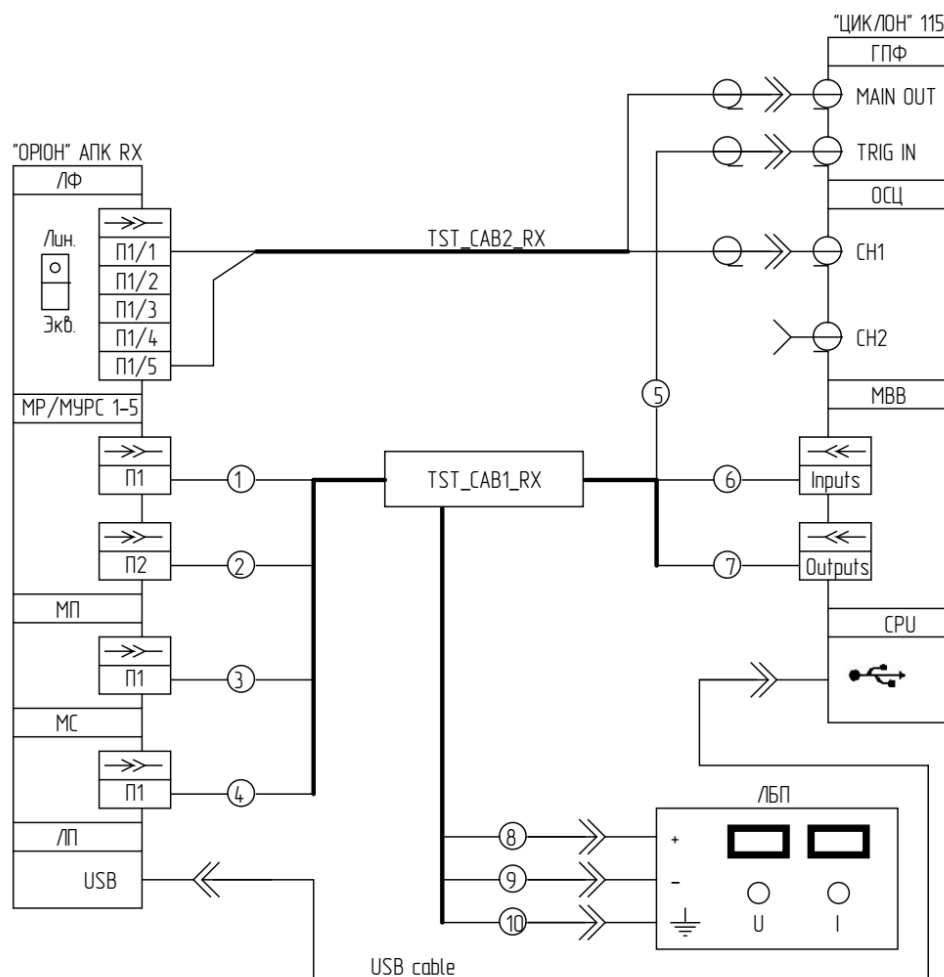 "ЦИКЛОН" 115
ГПФ
MAIN OUT
TRIG IN
ОСЦ
CH1
CH2
МВВ
Inputs
Outputs
CPU
"ОРІОН" АПК RX
ЛФ
Лин.
Экв.
П1/1
П1/2
П1/3
П1/4
П1/5
МР/МУРС 1-5
П1
П2
МП
П1
МС
П1
ЛП
USB
TST_CAB2_RX
TST_CAB1_RX
1
2
3
4
5
6
7
8
9
10
ЛБП
+
-
U
I
USB cable